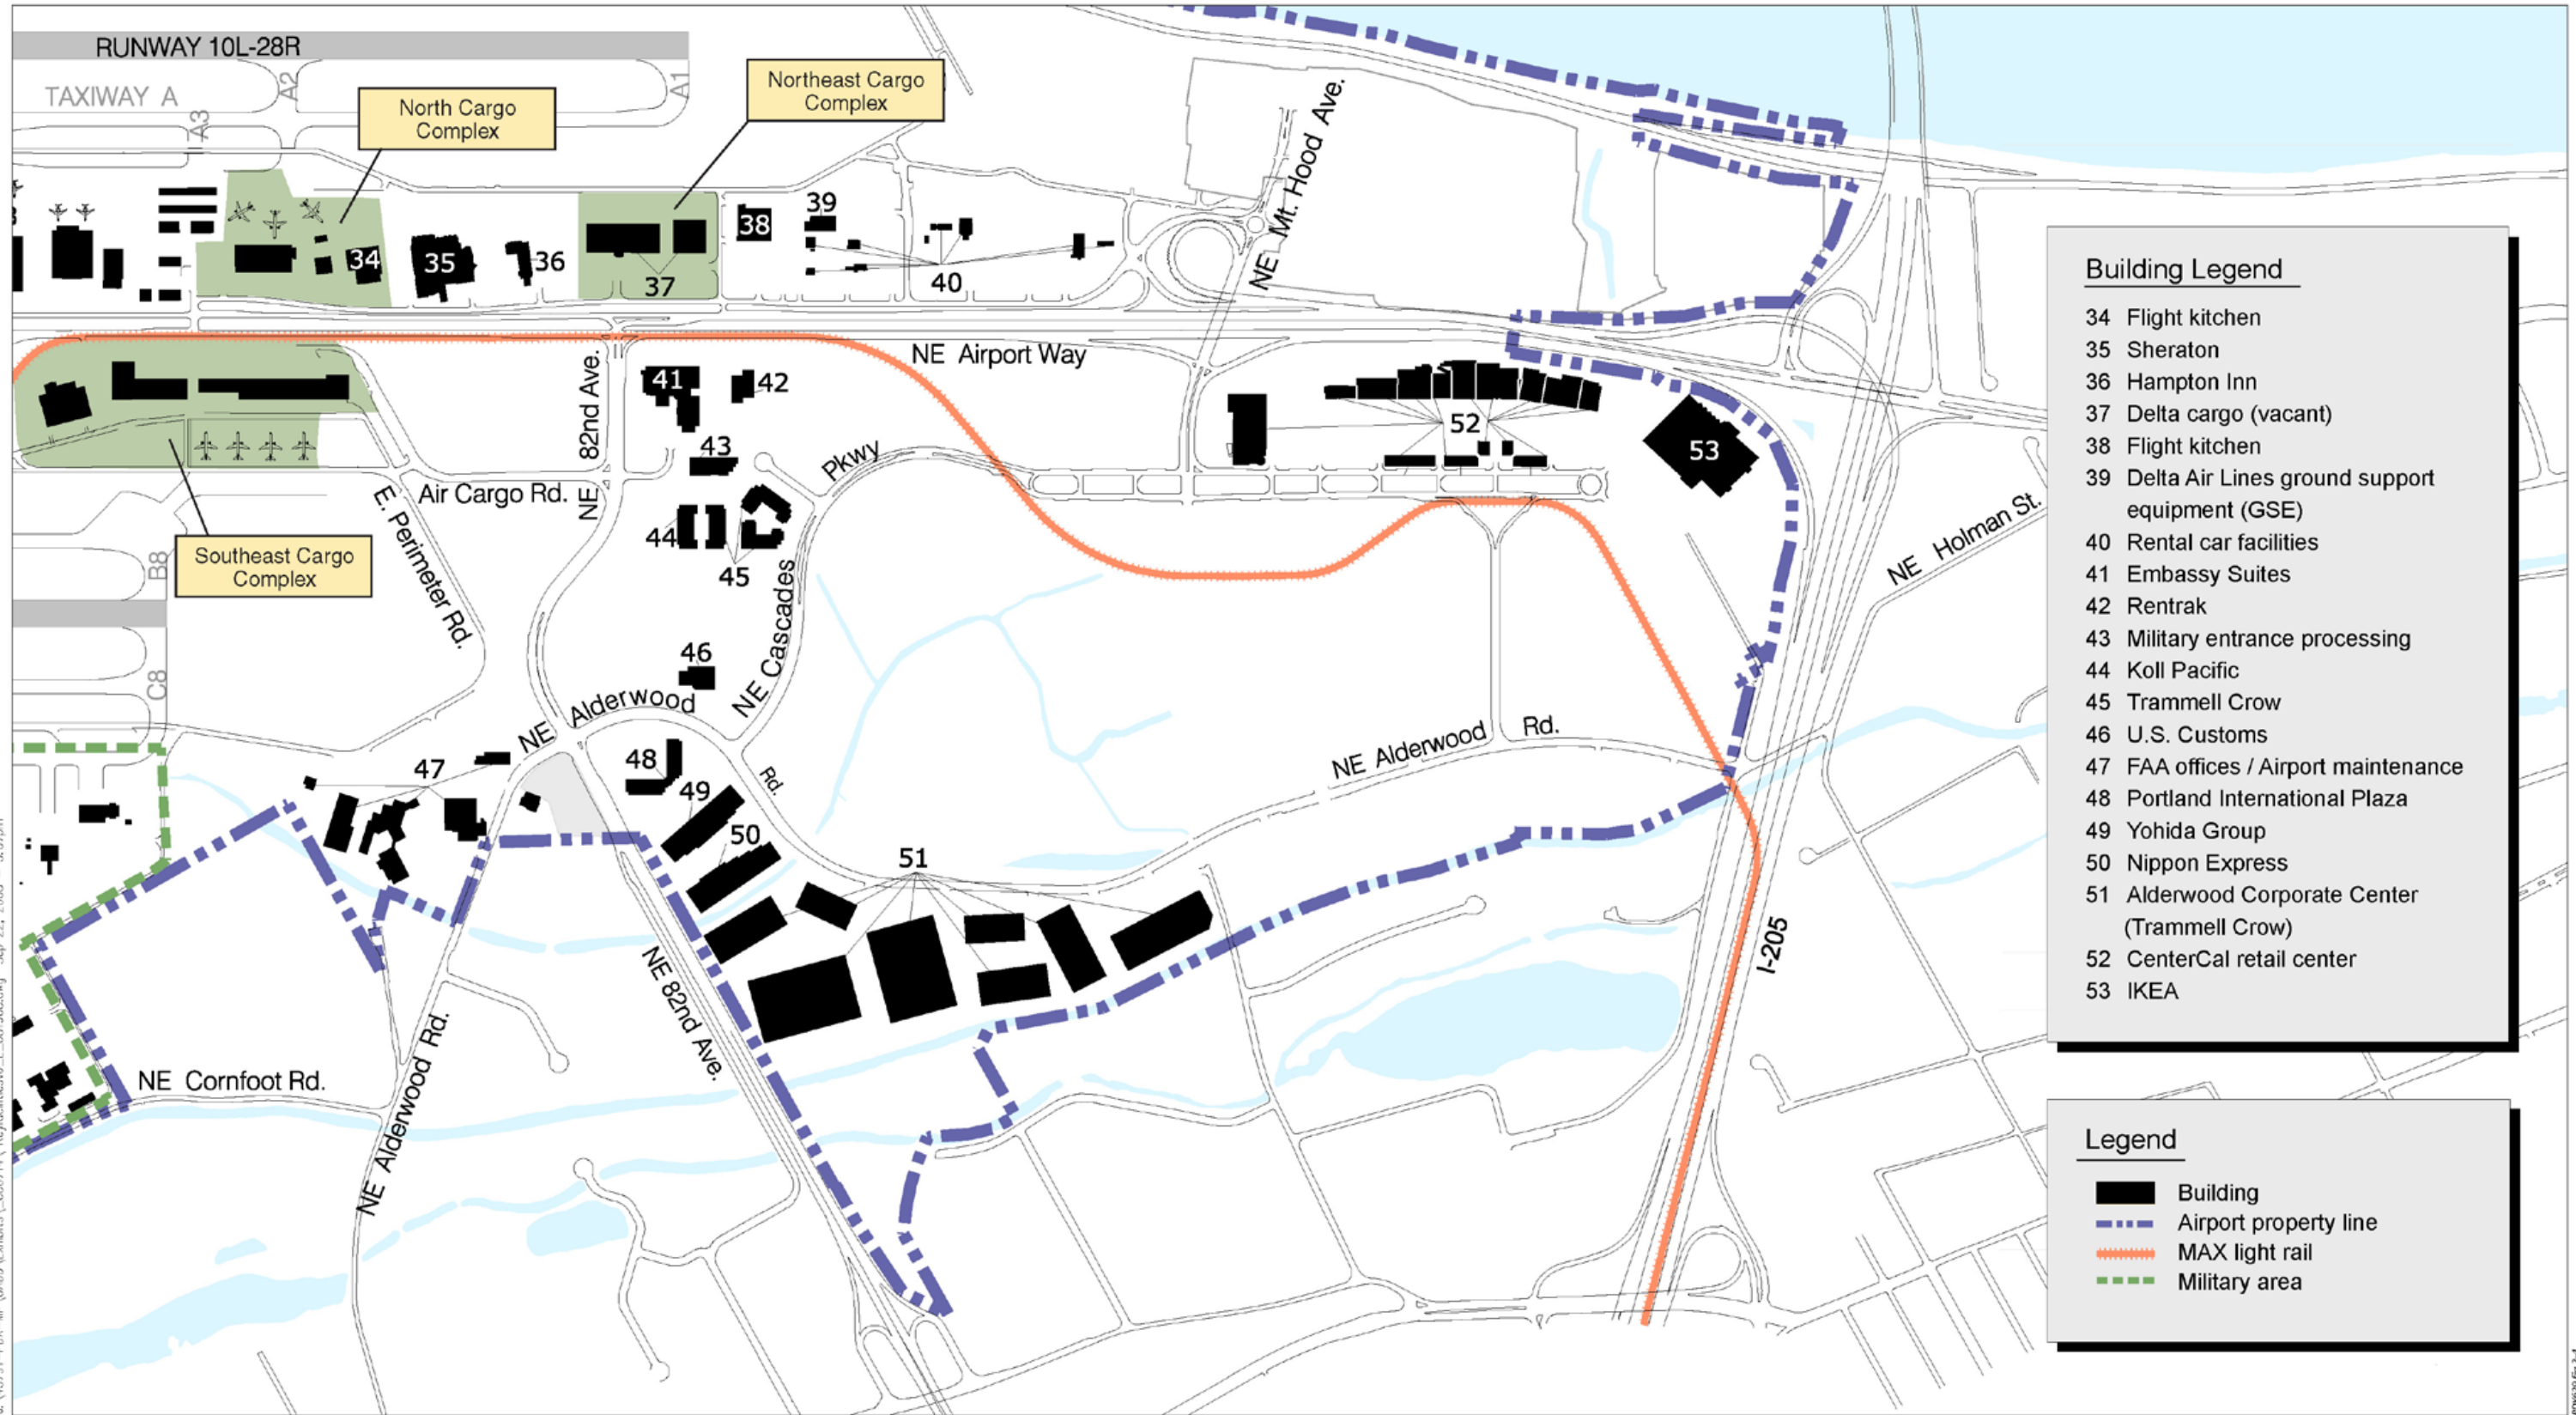 RUNWAY 10L-28R
TAXIWAY A
A3
A2
A1
North Cargo
Complex
Northeast Cargo
Complex
NE Mt. Hood Ave.
34
35
36
37
38
39
40
NE Airport Way
NE 82nd Ave.
41
42
43
44
45
46
52
53
Air Cargo Rd.
E. Perimeter Rd.
Southeast Cargo
Complex
B8
C8
Pkwy
NE Cascades
NE Alderwood
Rd.
NE Holman St.
NE Alderwood Rd.
47
48
49
50
51
NE 82nd Ave.
I-205
NE Cornfoot Rd.
NE Alderwood Rd.
Building Legend
34 Flight kitchen
35 Sheraton
36 Hampton Inn
37 Delta cargo (vacant)
38 Flight kitchen
39 Delta Air Lines ground support
equipment (GSE)
40 Rental car facilities
41 Embassy Suites
42 Rentrak
43 Military entrance processing
44 Koll Pacific
45 Trammell Crow
46 U.S. Customs
47 FAA offices / Airport maintenance
48 Portland International Plaza
49 Yohida Group
50 Nippon Express
51 Alderwood Corporate Center
(Trammell Crow)
52 CenterCal retail center
53 IKEA
Legend
Building
Airport property line
MAX light rail
Military area